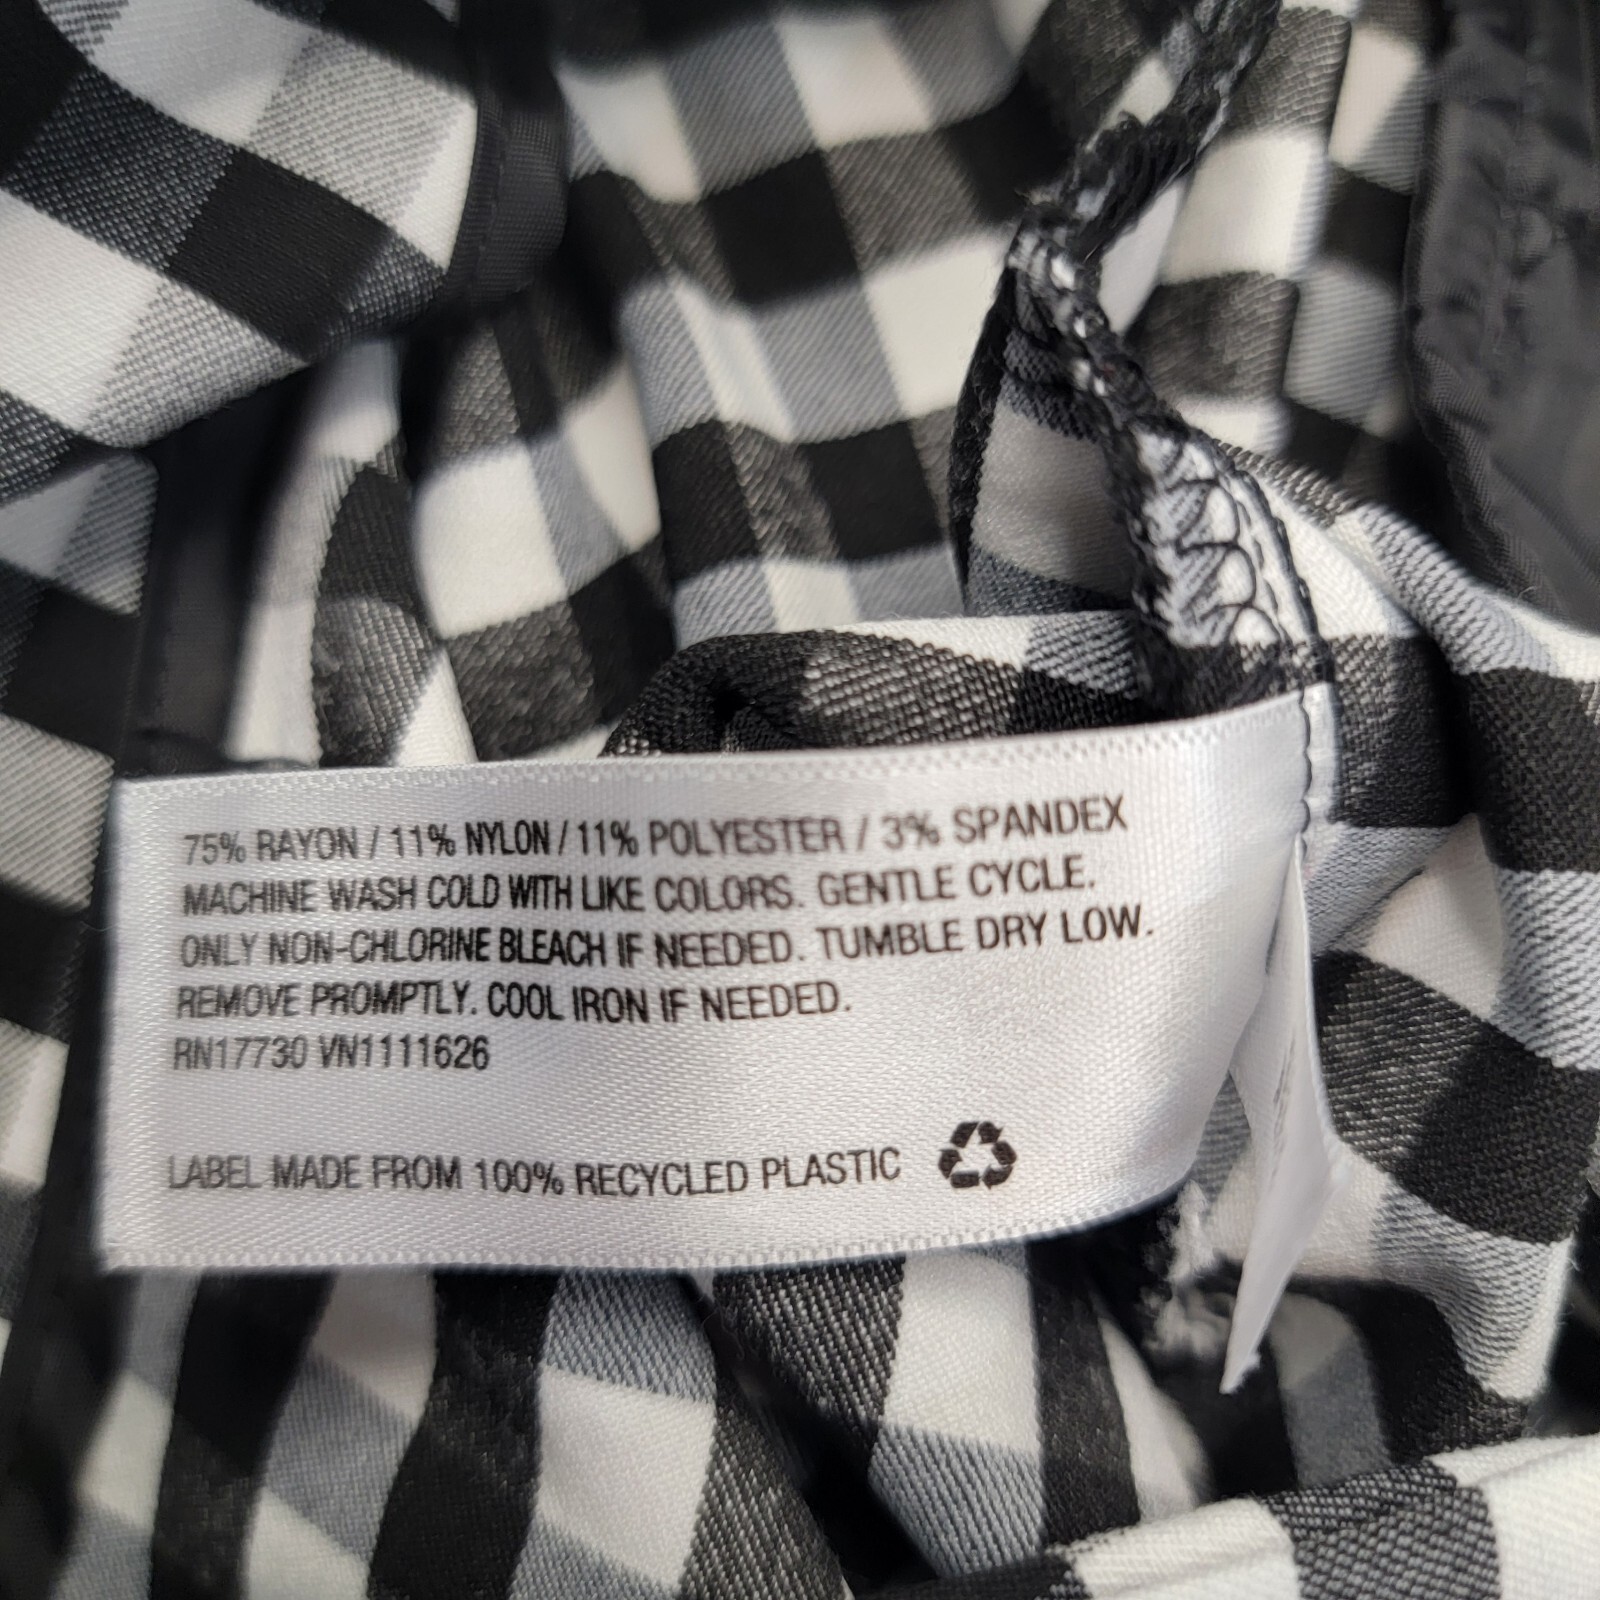 75% RAYON / 11% NYLON / 11% POLYESTER / 3% SPANDEX
MACHINE WASH COLD WITH LIKE COLORS. GENTLE CYCLE.
ONLY NON-CHLORINE BLEACH IF NEEDED. TUMBLE DRY LOW.
REMOVE PROMPTLY. COOL IRON IF NEEDED.
RN17730 VN1111626
LABEL MADE FROM 100% RECYCLED PLASTIC